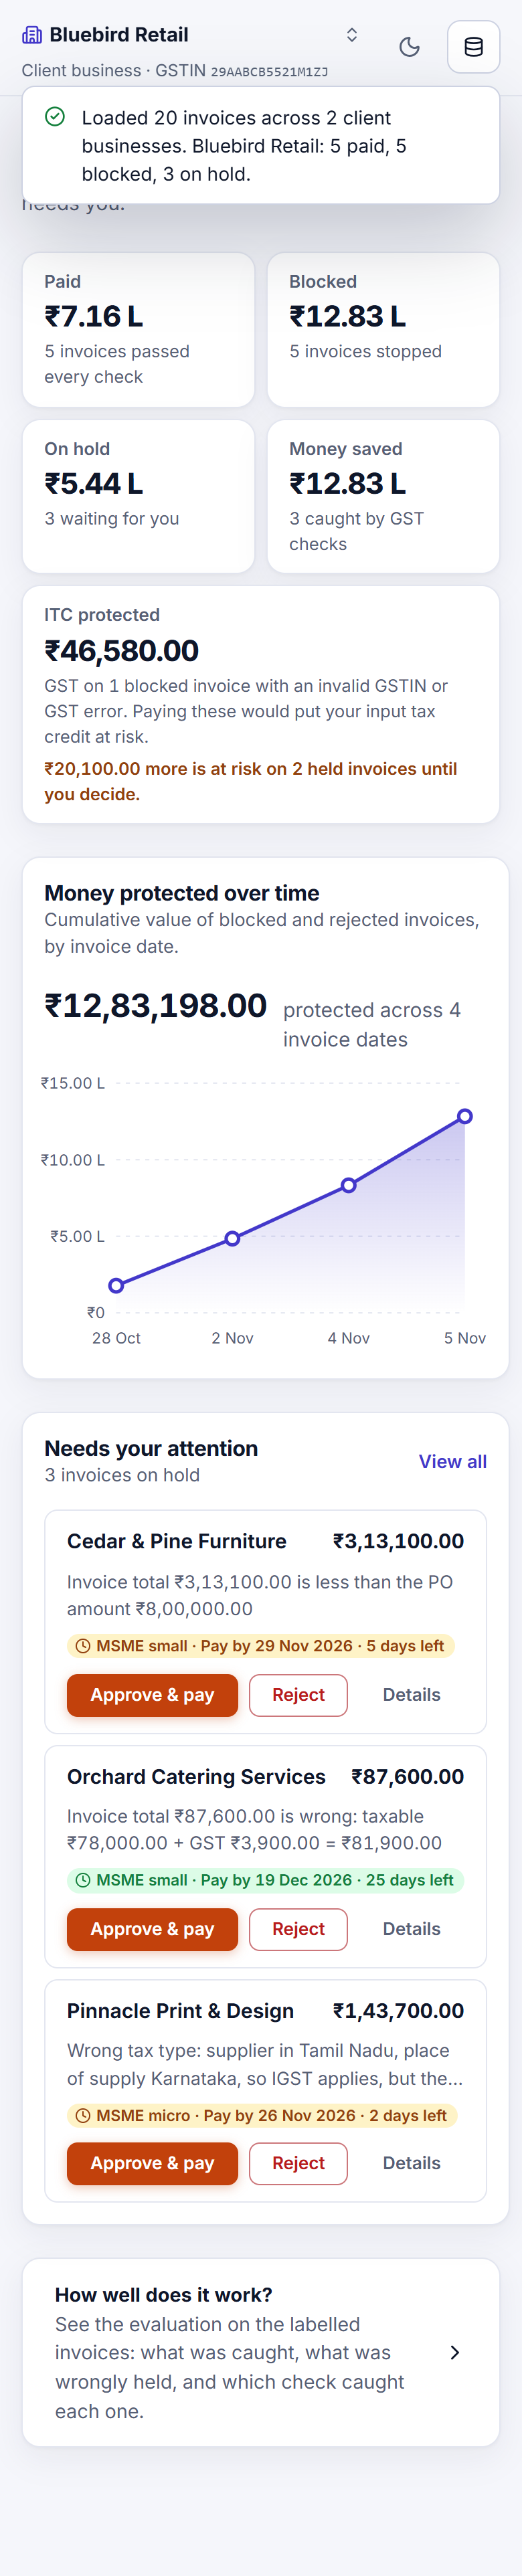 Bluebird Retail
Client business · GSTIN 29AABCB5521M1ZJ
Loaded 20 invoices across 2 client
businesses. Bluebird Retail: 5 paid, 5
blocked, 3 on hold.
needs you.
Paid
₹7.16 L
5 invoices passed
every check
Blocked
₹12.83 L
5 invoices stopped
On hold
₹5.44 L
3 waiting for you
Money saved
₹12.83 L
3 caught by GST
checks
ITC protected
₹46,580.00
GST on 1 blocked invoice with an invalid GSTIN or
GST error. Paying these would put your input tax
credit at risk.
₹20,100.00 more is at risk on 2 held invoices until
you decide.
Money protected over time
Cumulative value of blocked and rejected invoices,
by invoice date.
₹12,83,198.00 protected across 4
invoice dates
₹15.00 L
₹10.00 L
₹5.00 L
₹0
28 Oct 2 Nov 4 Nov 5 Nov
Needs your attention
3 invoices on hold
View all
Cedar & Pine Furniture ₹3,13,100.00
Invoice total ₹3,13,100.00 is less than the PO
amount ₹8,00,000.00
MSME small · Pay by 29 Nov 2026 · 5 days left
Approve & pay Reject Details
Orchard Catering Services ₹87,600.00
Invoice total ₹87,600.00 is wrong: taxable
₹78,000.00 + GST ₹3,900.00 = ₹81,900.00
MSME small · Pay by 19 Dec 2026 · 25 days left
Approve & pay Reject Details
Pinnacle Print & Design ₹1,43,700.00
Wrong tax type: supplier in Tamil Nadu, place
of supply Karnataka, so IGST applies, but the...
MSME micro · Pay by 26 Nov 2026 · 2 days left
Approve & pay Reject Details
How well does it work?
See the evaluation on the labelled
invoices: what was caught, what was
wrongly held, and which check caught
each one.